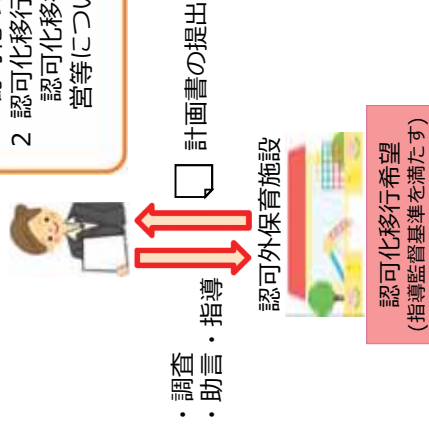 2 認可化移行
認可化移
営等につい
計画書の提出
・調査
・助言・指導
認可外保育施設
認可化移行希望
(指導監督基準を満たす)